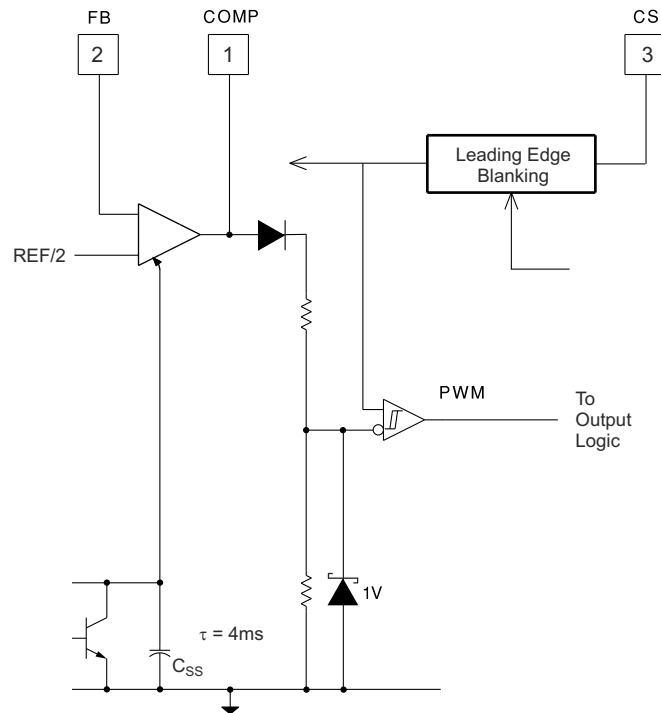 FB
COMP
CS
2
1
3
Leading Edge
Blanking
REF/2
PWM
To
Output
Logic
1V
τ = 4ms
CSS